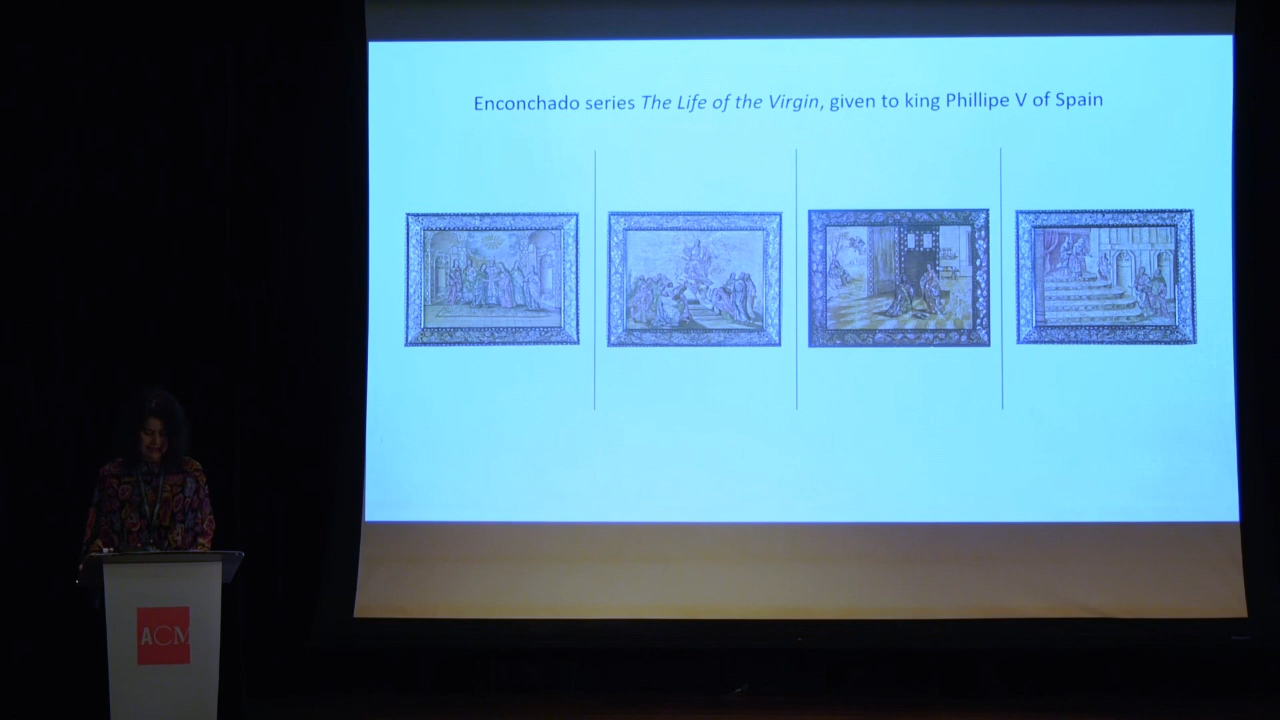 Enconchado series The Life of the Virgin, given to king Phillipe V of Spain
ACM